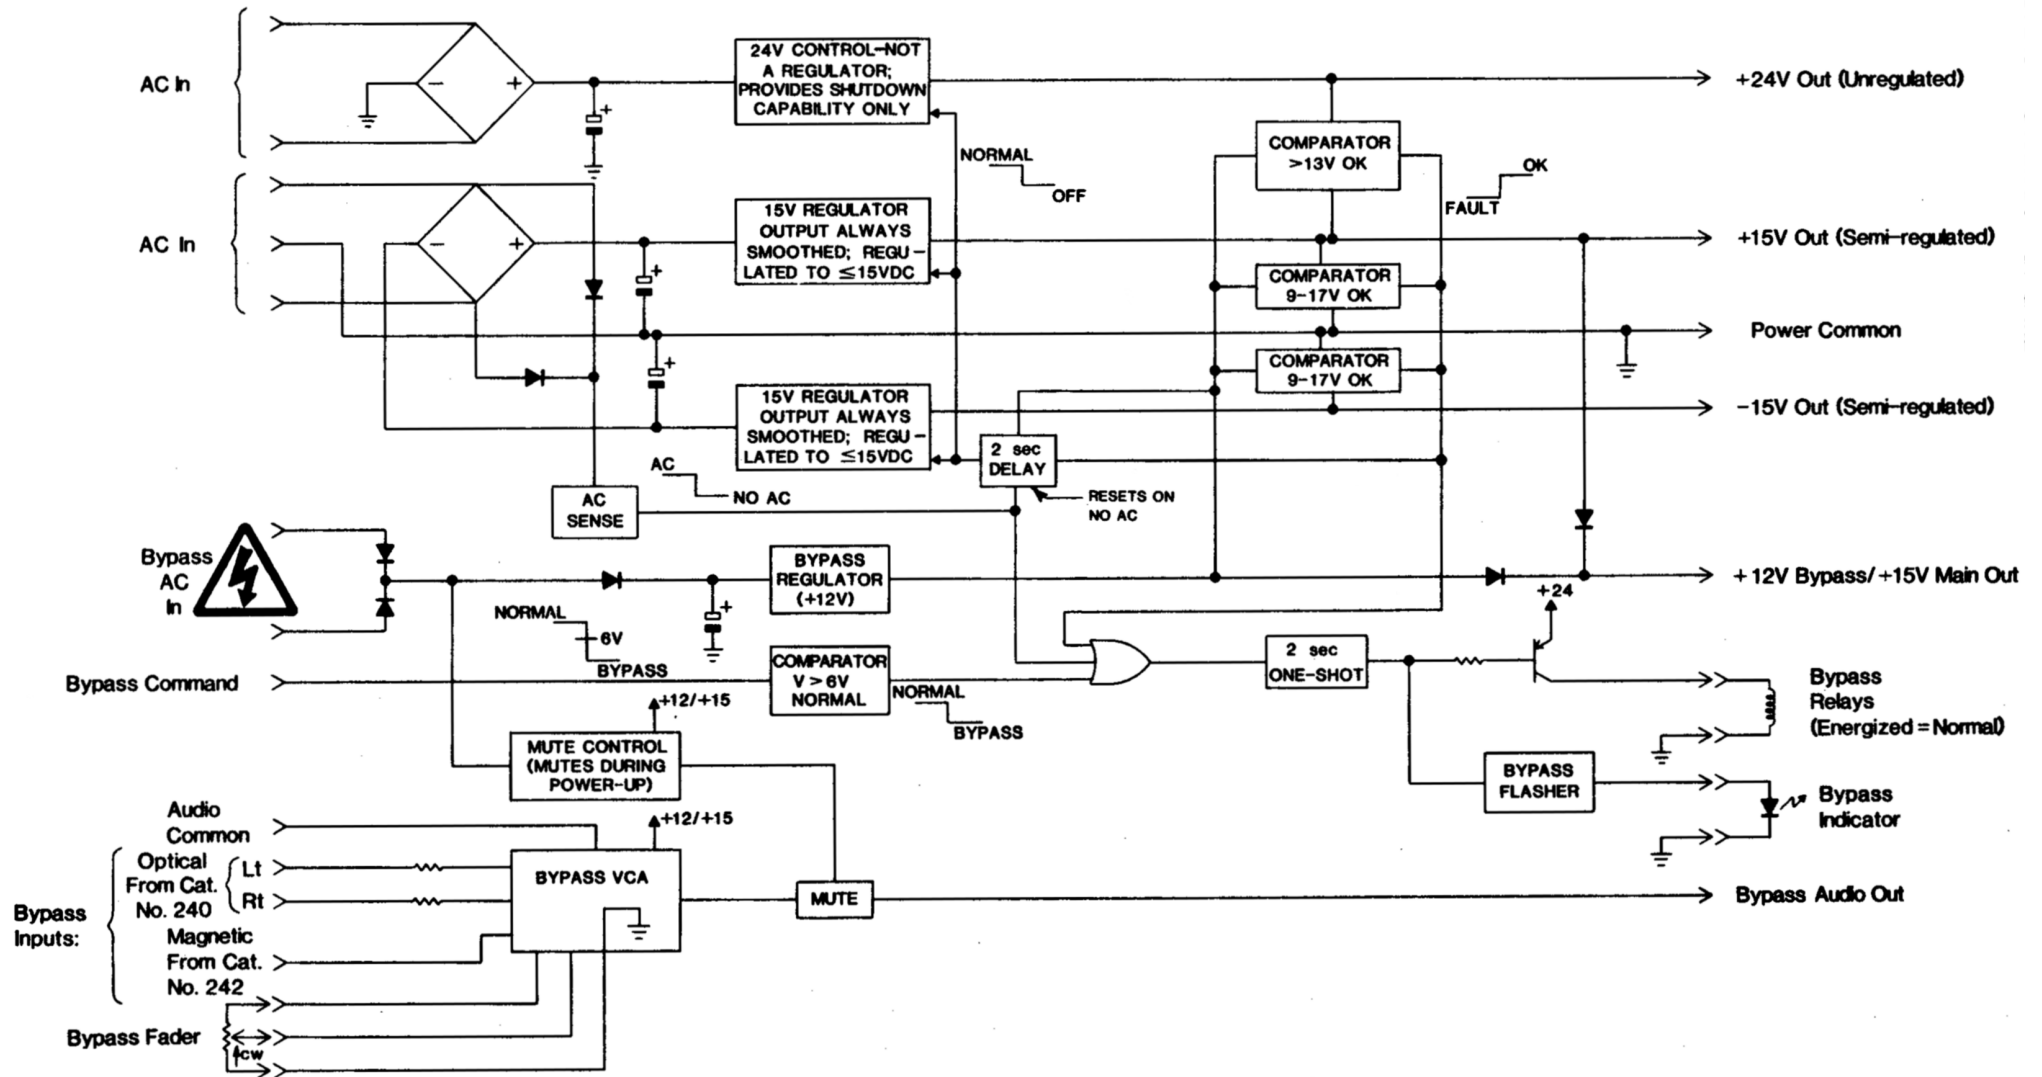 AC In
24V CONTROL-NOT
A REGULATOR;
PROVIDES SHUTDOWN
CAPABILITY ONLY
+24V Out (Unregulated)
-
+
+
NORMAL
OFF
COMPARATOR
>13V OK
OK
FAULT
AC In
-
+
+
15V REGULATOR
OUTPUT ALWAYS
SMOOTHED; REGU-
LATED TO ≤15VDC
+15V Out (Semi-regulated)
COMPARATOR
9-17V OK
Power Common
+
COMPARATOR
9-17V OK
15V REGULATOR
OUTPUT ALWAYS
SMOOTHED; REGU-
LATED TO ≤15VDC
-15V Out (Semi-regulated)
2 sec
DELAY
RESETS ON
NO AC
AC
NO AC
AC
SENSE
Bypass
AC
In
+
BYPASS
REGULATOR
(+12V)
+12V Bypass/+15V Main Out
+24
NORMAL
6V
BYPASS
Bypass Command
COMPARATOR
V > 6V
NORMAL
NORMAL
BYPASS
2 sec
ONE-SHOT
Bypass
Relays
(Energized = Normal)
+12/+15
MUTE CONTROL
(MUTES DURING
POWER-UP)
BYPASS
FLASHER
Bypass
Indicator
Audio
Common
+12/+15
Bypass
Inputs:
Optical
From Cat.
No. 240
Lt
Rt
BYPASS VCA
MUTE
Bypass Audio Out
Magnetic
From Cat.
No. 242
Bypass Fader
CW